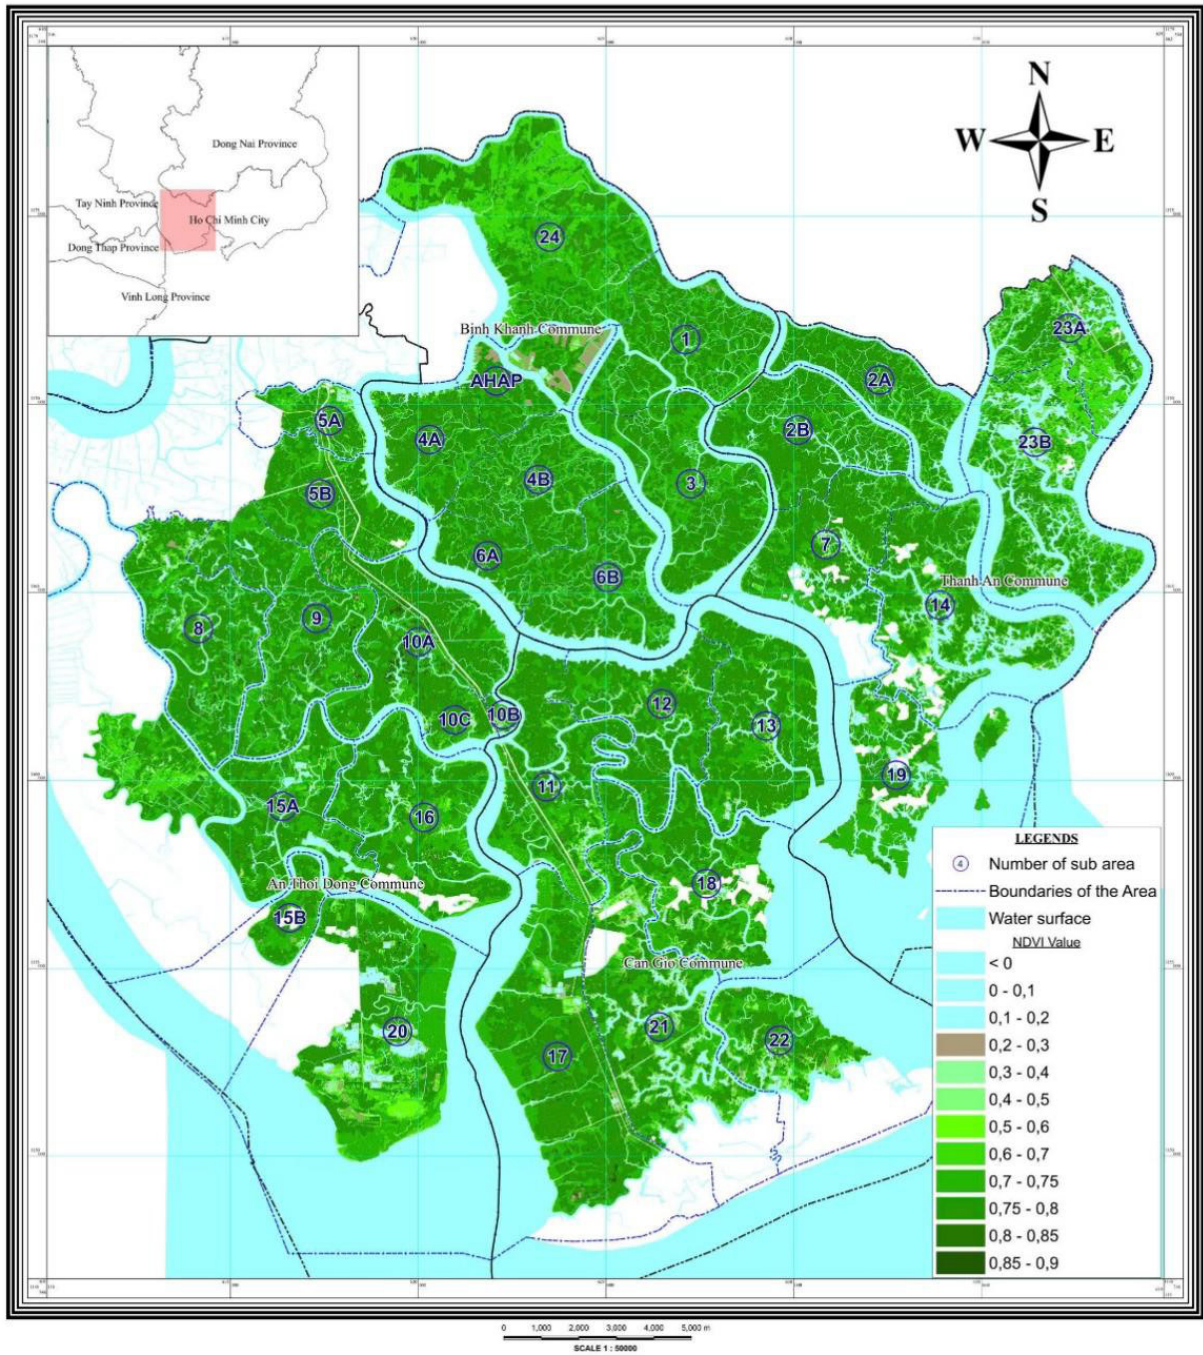 N
W E
S
Dong Nai Province
Tay Ninh Province
Ho Chi Minh City
Dong Thap Province
Vinh Long Province
24
Binh Khanh Commune
1
23A
AHAP
2A
5A
4A
2B
23B
4B
3
5B
6A
7
6B
Thanh An Commune
14
8
9
10A
12
10C
10B
13
11
19
15A
16
An Thoi Dong Commune
18
15B
Can Gio Commune
20
21
22
17
LEGENDS
4 Number of sub area
Boundaries of the Area
Water surface
NDVI Value
< 0
0 - 0,1
0,1 - 0,2
0,2 - 0,3
0,3 - 0,4
0,4 - 0,5
0,5 - 0,6
0,6 - 0,7
0,7 - 0,75
0,75 - 0,8
0,8 - 0,85
0,85 - 0,9
0 1,000 2,000 3,000 4,000 5,000 m
SCALE 1 : 50000